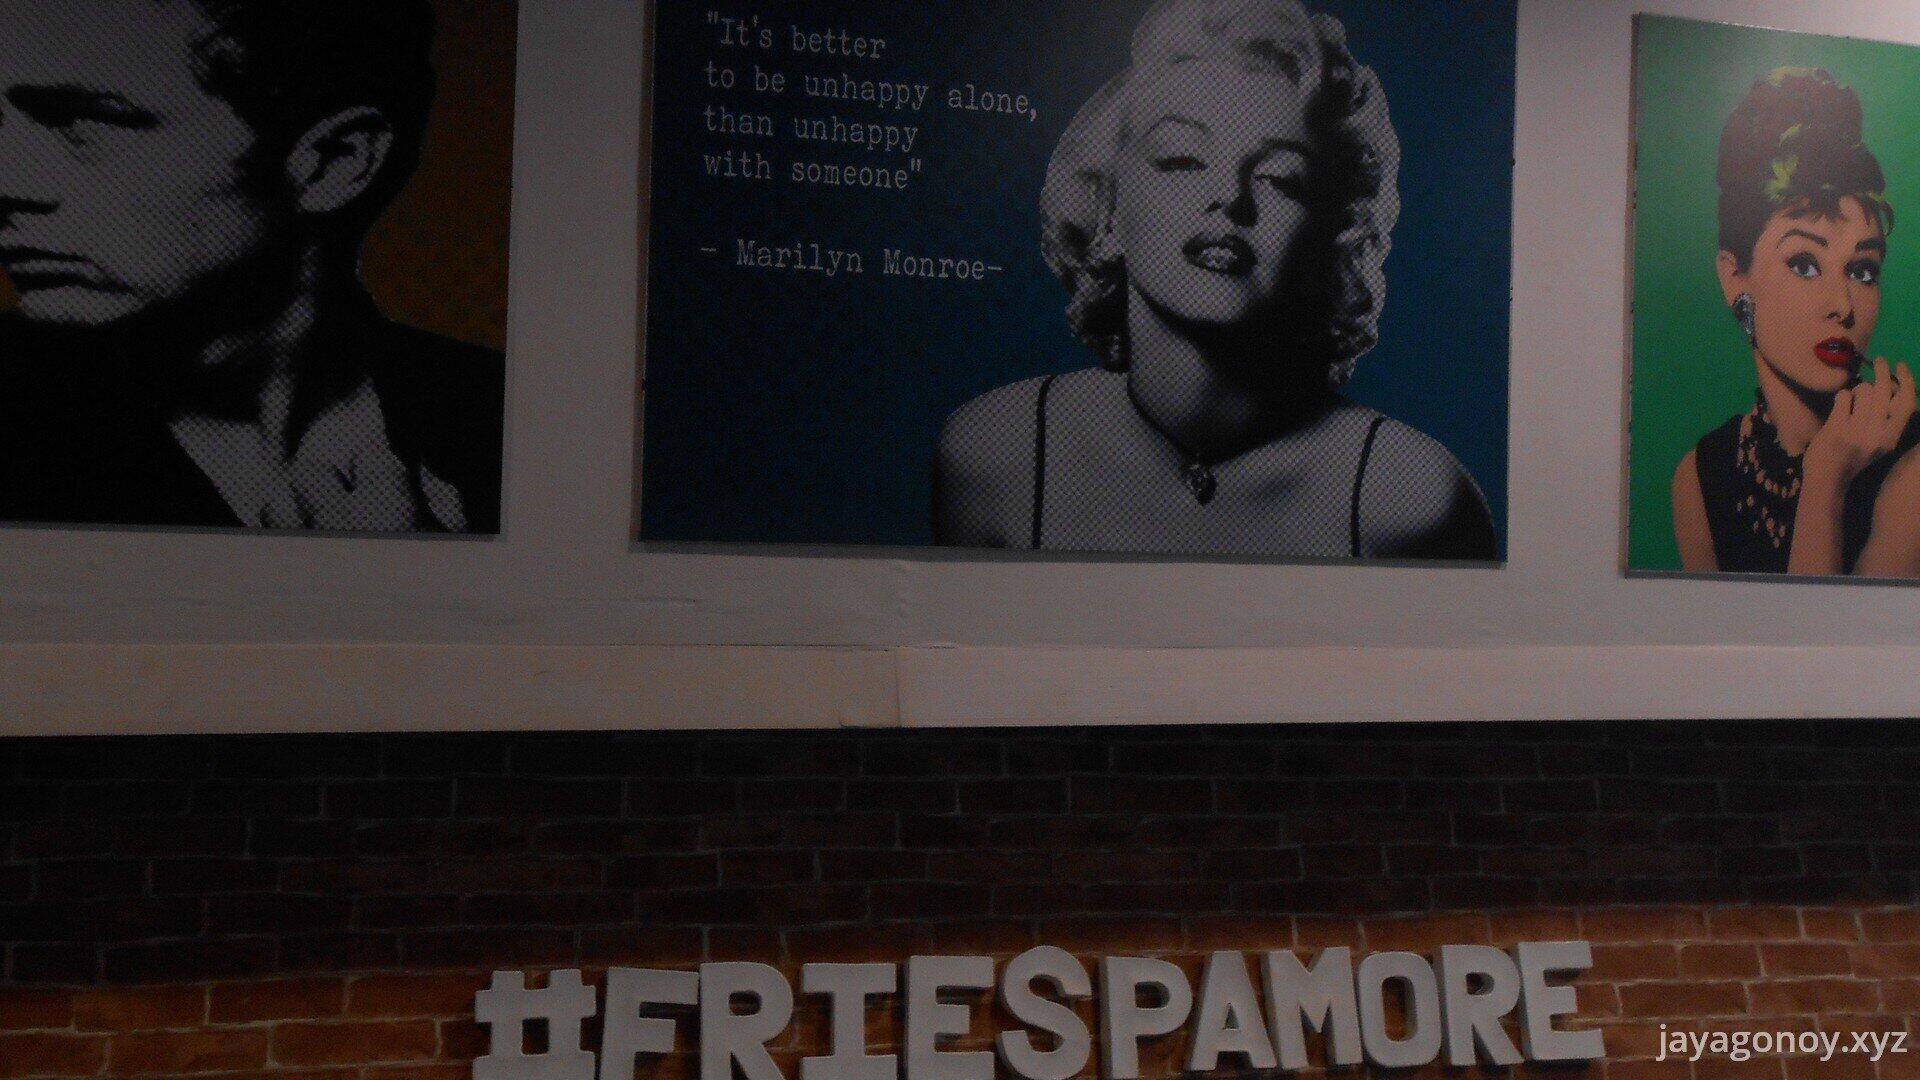 "It's better
to be unhappy alone,
than unhappy
with someone"
- Marilyn Monroe-
#FRIESPAMORE
jayagonoy.xyz